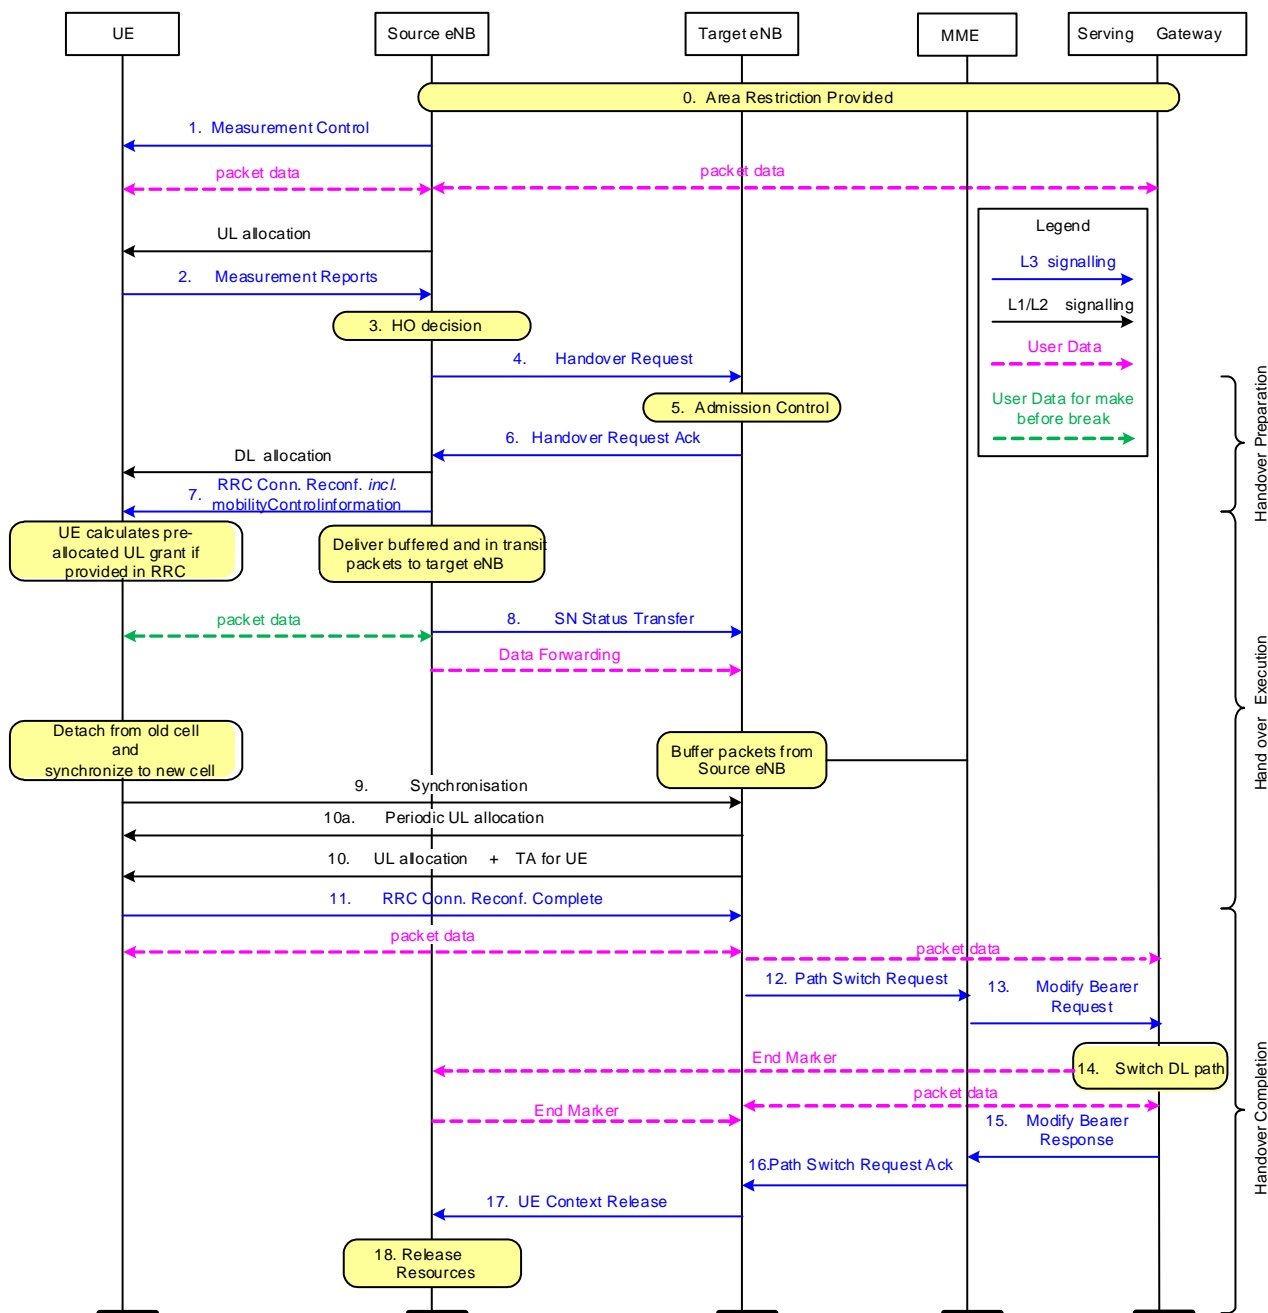 UE
Source eNB
Target eNB
MME
Serving Gateway
0. Area Restriction Provided
1. Measurement Control
packet data
packet data
UL allocation
Legend
L3 signalling
L1/L2 signalling
User Data
User Data for make
before break
2. Measurement Reports
3. HO decision
4. Handover Request
5. Admission Control
6. Handover Request Ack
DL allocation
7. RRC Conn. Reconf. incl.
mobilityControlinformation
Handover Preparation
UE calculates pre-
allocated UL grant if
provided in RRC
Deliver buffered and in transit
packets to target eNB
packet data
8. SN Status Transfer
Data Forwarding
Detach from old cell
and
synchronize to new cell
Buffer packets from
Source eNB
Hand over Execution
9. Synchronisation
10a. Periodic UL allocation
10. UL allocation + TA for UE
11. RRC Conn. Reconf. Complete
packet data
packet data
12. Path Switch Request
13. Modify Bearer
Request
End Marker
14. Switch DL path
packet data
End Marker
15. Modify Bearer
Response
16.Path Switch Request Ack
17. UE Context Release
18. Release
Resources
Handover Completion